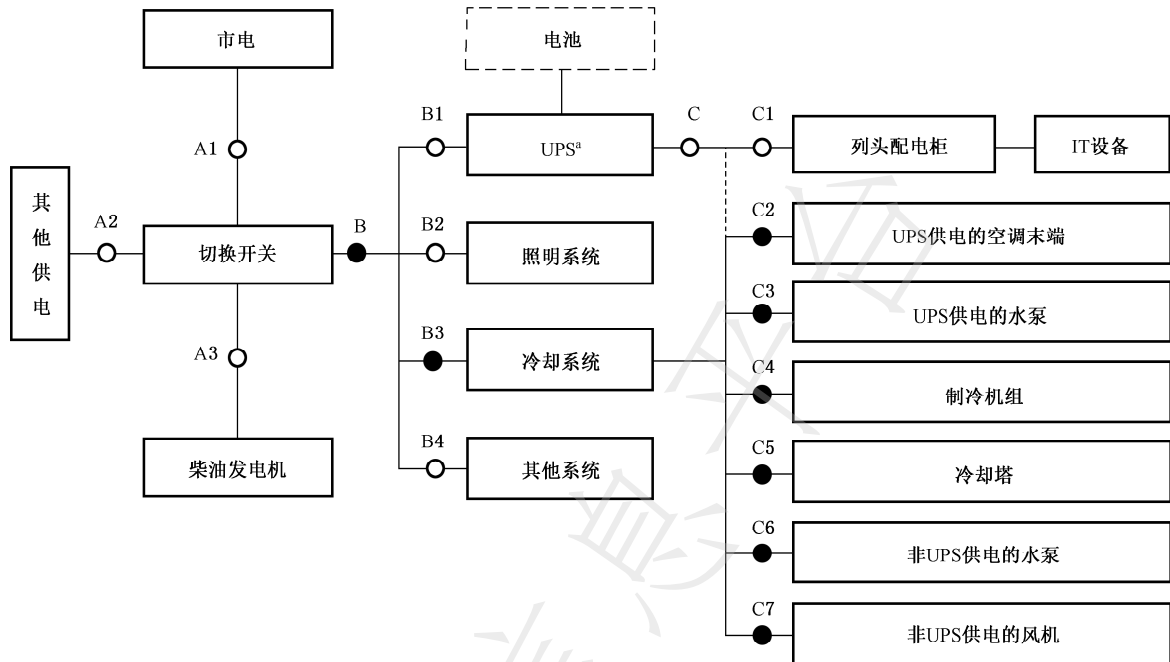 市电
电池
A1
B1
UPSa
C
C1
列头配电柜
IT设备
其他供电
A2
切换开关
B
B2
照明系统
C2
UPS供电的空调末端
C3
UPS供电的水泵
A3
B3
冷却系统
C4
制冷机组
柴油发电机
B4
其他系统
C5
冷却塔
C6
非UPS供电的水泵
C7
非UPS供电的风机